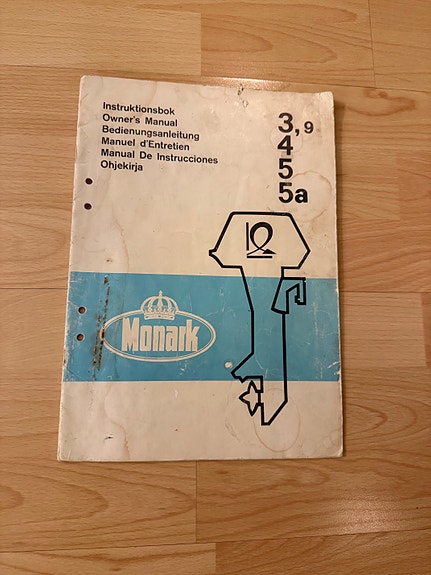 Instruktionsbok
Owner's Manual
Bedienungsanleitung
Manuel d'Entretien
Manual De Instrucciones
Ohjekirja
3,9
4
5
5a
Monark